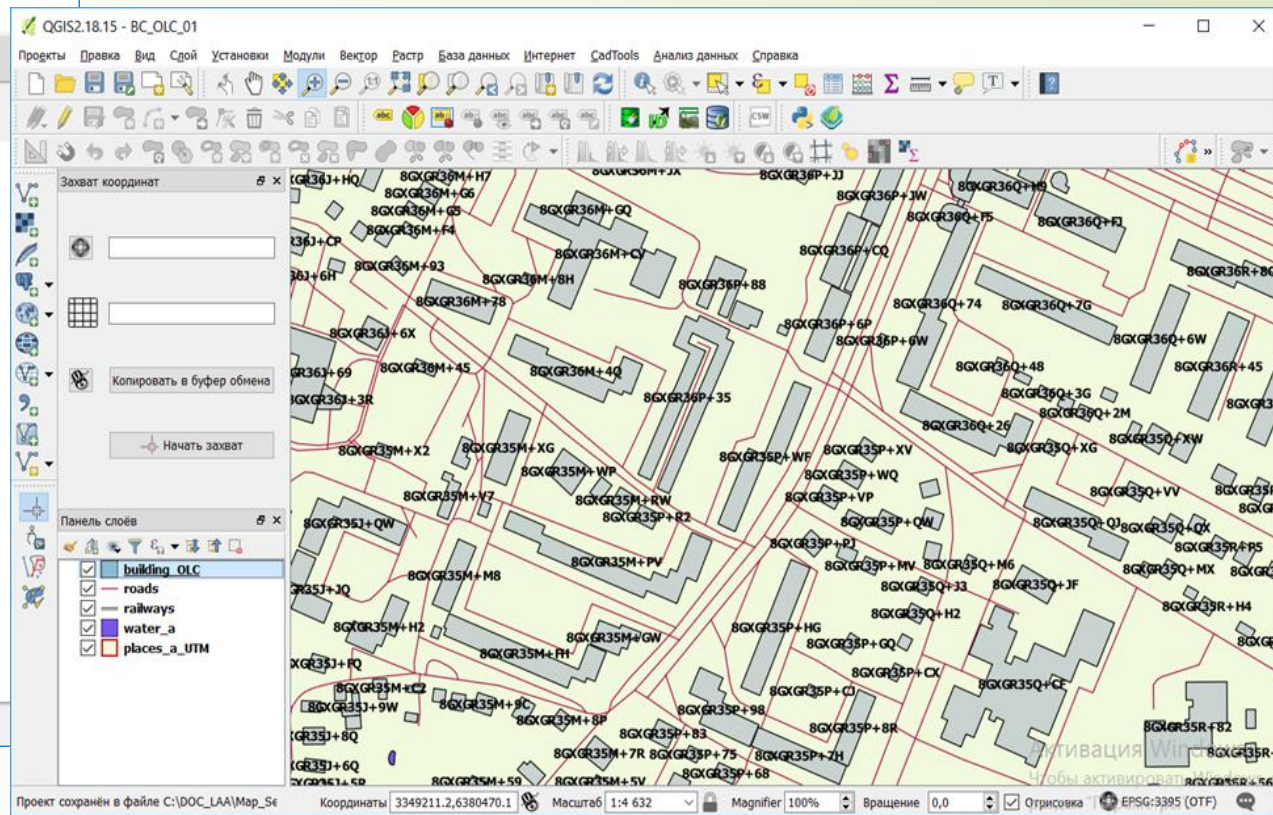 QGIS2.18.15 - BC_OLC_01
Проекты Правка Вид Слой Установки Модули Вектор Растр База данных Интернет CadTools Анализ данных Справка
Захват координат
Копировать в буфер обмена
Начать захват
Панель слоёв
building_OLC
roads
railways
water_a
places_a_UTM
8GXGR36M+H7
8GXGR36P+JJ
8GXGR36Q+H9
8GXGR36M+G6
8GXGR36P+JW
8GXGR36M+G5
8GXGR36M+GQ
8GXGR36Q+F5
8GXGR36Q+FJ
8GXGR36M+F4
8GXGR36M+CV
8GXGR36P+CQ
8GXGR36M+93
8GXGR36M+8H
8GXGR36P+88
8GXGR36M+78
8GXGR36Q+74
8GXGR36Q+7G
8GXGR36J+6X
8GXGR36P+6P
8GXGR36P+6W
8GXGR36Q+6W
8GXGR36M+45
8GXGR36M+4Q
8GXGR36Q+48
8GXGR36R+45
8GXGR36P+35
8GXGR36Q+3G
8GXGR36Q+2M
8GXGR36Q+26
8GXGR35M+X2
8GXGR35M+XG
8GXGR35P+WF
8GXGR35P+XV
8GXGR35Q+XG
8GXGR35Q+XW
8GXGR35M+WP
8GXGR35P+WQ
8GXGR35M+V7
8GXGR35M+RW
8GXGR35P+VP
8GXGR35Q+VV
8GXGR35J+QW
8GXGR35P+R2
8GXGR35P+QW
8GXGR35Q+QJ
8GXGR35Q+QX
8GXGR35M+PV
8GXGR35P+PJ
8GXGR35R+P5
8GXGR35M+M8
8GXGR35P+MV
8GXGR35Q+M6
8GXGR35Q+MX
8GXGR35Q+J3
8GXGR35Q+JF
8GXGR35M+H2
8GXGR35M+GW
8GXGR35P+HG
8GXGR35Q+H2
8GXGR35R+H4
8GXGR35M+FH
8GXGR35P+GQ
8GXGR35M+C2
8GXGR35P+CX
8GXGR35Q+CF
8GXGR35J+9W
8GXGR35M+9C
8GXGR35P+CJ
8GXGR35M+8P
8GXGR35P+98
8GXGR35P+8R
8GXGR35R+82
8GXGR35P+83
8GXGR35M+7R
8GXGR35P+75
8GXGR35P+7H
8GXGR35M+59
8GXGR35M+5V
8GXGR35P+68
Активация Windows
Чтобы активировать Windows
Проект сохранён в файле C:\DOC_LAA\Map_Se Координаты 3349211.2,6380470.1 Масштаб 1:4 632 Magnifier 100% Вращение 0,0 Отрисовка EPSG:3395 (OTF)